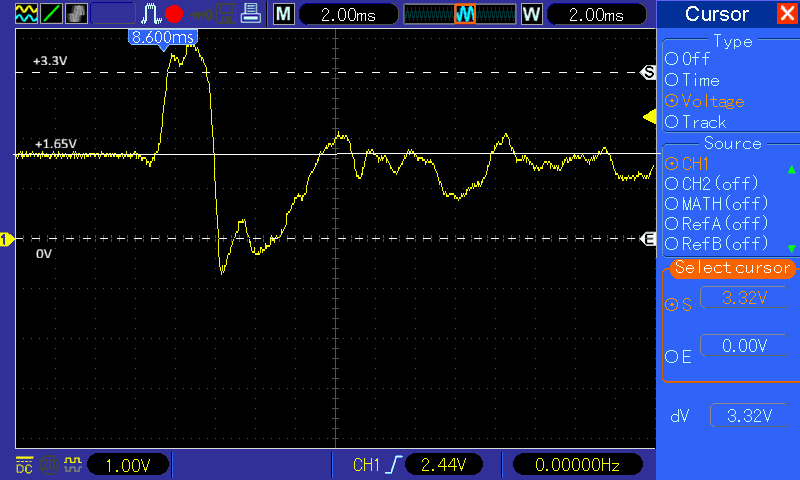 M 2.00ms W 2.00ms
Cursor
8.600ms
+3.3V
S
+1.65V
1
E
0V
Type
Off
Time
Voltage
Track
Source
CH1
CH2(off)
MATH(off)
RefA(off)
RefB(off)
Select cursor
S 3.32V
E 0.00V
dV 3.32V
DC 1.00V CH1 2.44V 0.00000Hz